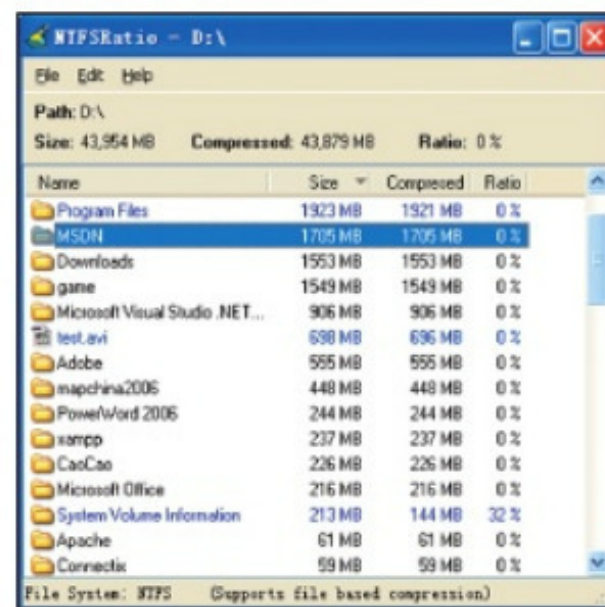 NTFSRatio - D:\
File Edit Help
Path: D:\
Size: 43,954 MB Compressed: 43,879 MB Ratio: 0 %
Name Size Compressed Ratio
Program Files 1923 MB 1921 MB 0 %
MSDN 1705 MB 1705 MB 0 %
Downloads 1553 MB 1553 MB 0 %
game 1549 MB 1549 MB 0 %
Microsoft Visual Studio .NET... 906 MB 906 MB 0 %
test.avi 698 MB 696 MB 0 %
Adobe 555 MB 555 MB 0 %
mapchina2006 448 MB 448 MB 0 %
PowerWord 2006 244 MB 244 MB 0 %
xampp 237 MB 237 MB 0 %
CaoCao 226 MB 226 MB 0 %
Microsoft Office 216 MB 216 MB 0 %
System Volume Information 213 MB 144 MB 32 %
Apache 61 MB 61 MB 0 %
Connectix 59 MB 59 MB 0 %
File System: NTFS (Supports file based compression)